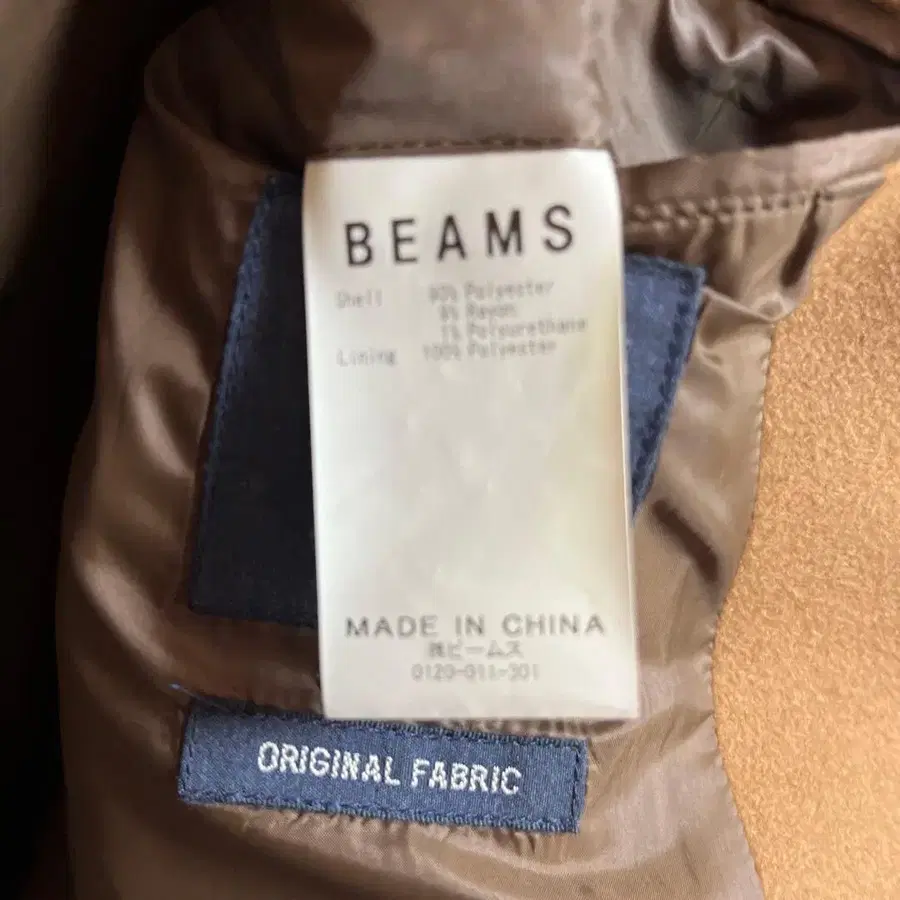 BEAMS
Shell 90% Polyester
9% Rayon
1% Polyurethane
Lining 100% Polyester
MADE IN CHINA
㈱ビームス
0120-011-301
ORIGINAL FABRIC